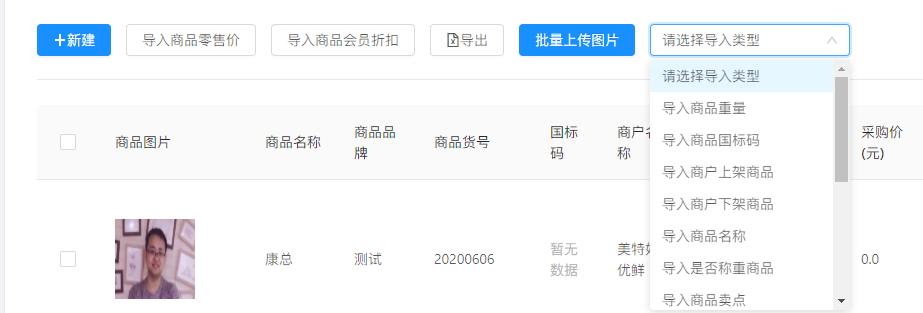 +新建 导入商品零售价 导入商品会员折扣 导出 批量上传图片 请选择导入类型
请选择导入类型
导入商品重量
导入商品国标码
导入商户上架商品
导入商户下架商品
导入商品名称
导入是否称重商品
导入商品卖点
商品图片 商品名称 商品品牌 商品货号 国标码 商户名称 采购价(元)
康总 测试 20200606 暂无数据 美特 优鲜 0.0